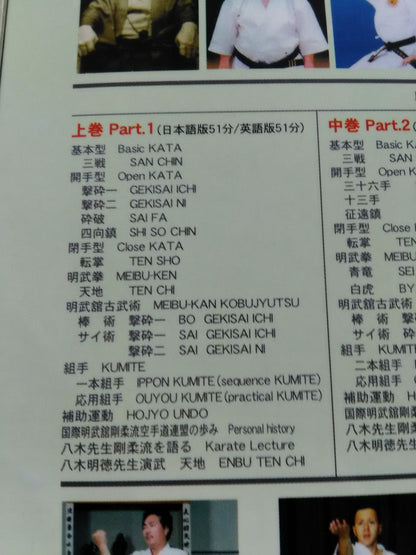 上巻 Part.1 (日本語版51分/英語版51分)
基本型 Basic KATA
三戦 SAN CHIN
開手型 Open KATA
撃砕一 GEKISAI ICHI
撃砕二 GEKISAI NI
砕破 SAI FA
四向鎮 SHI SO CHIN
閉手型 Close KATA
転掌 TEN SHO
明武拳 MEIBU-KEN
天地 TEN CHI
明武舘古武術 MEIBU-KAN KOBUJYUTSU
棒 術 撃砕一 BO GEKISAI ICHI
サイ術 撃砕一 SAI GEKISAI ICHI
撃砕二 SAI GEKISAI NI
組手 KUMITE
一本組手 IPPON KUMITE(sequence KUMITE)
応用組手 OUYOU KUMITE(practical KUMITE)
補助運動 HOJYO UNDO
国際明武舘剛柔流空手道連盟の歩み Personal history
八木先生剛柔流を語る Karate Lecture
八木明徳先生演武 天地 ENBU TEN CHI
中巻 Part.2
基本型 Basic K
三戦 SAN
開手型 Open K
三十六手
十三手
征遠鎮
閉手型 Close
転掌 TEN
明武拳 MEIBU
青竜 SEI
白虎 BY
明武舘古武術
棒 術 撃
サイ術 撃
組手 KUMI
二本組手
応用組手 O
補助運動 H
国際明武舘剛柔流
八木先生剛柔
八木明徳先生